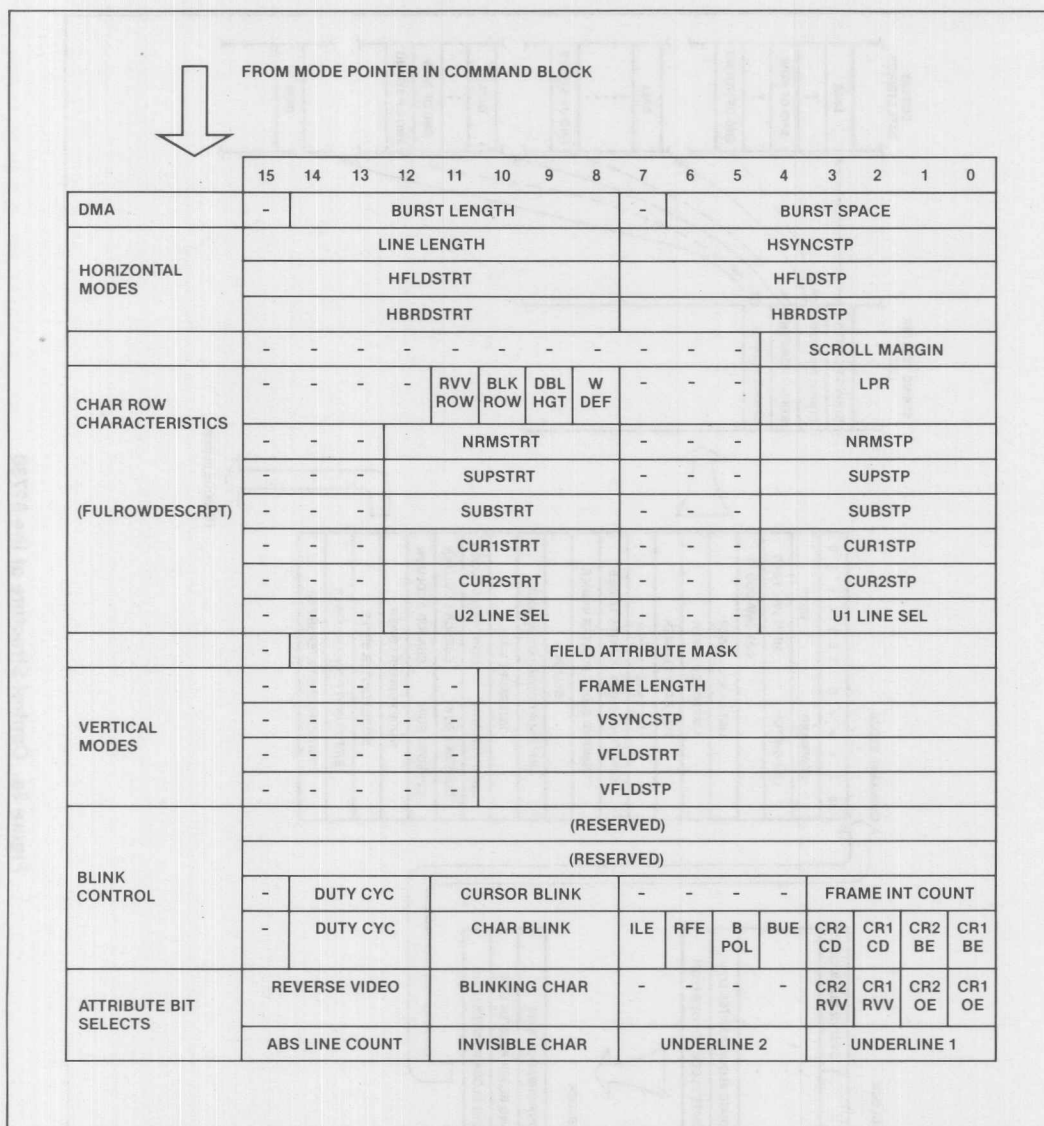 FROM MODE POINTER IN COMMAND BLOCK
15 14 13 12 11 10 9 8 7 6 5 4 3 2 1 0
DMA - BURST LENGTH - BURST SPACE
LINE LENGTH HSYNCSTP
HORIZONTAL MODES HFLDSTRT HFLDSTP
HBRDSTRT HBRDSTP
- - - - - - - - - - - SCROLL MARGIN
CHAR ROW CHARACTERISTICS - - - - RVV ROW BLK ROW DBL HGT W DEF - - - LPR
- - - NRMSTRT - - - NRMSTP
- - - SUPSTRT - - - SUPSTP
(FULROWDESCRPT) - - - SUBSTRT - - - SUBSTP
- - - CUR1STRT - - - CUR1STP
- - - CUR2STRT - - - CUR2STP
- - - U2 LINE SEL - - - U1 LINE SEL
- FIELD ATTRIBUTE MASK
- - - - - FRAME LENGTH
VERTICAL MODES - - - - - VSYNCSTP
- - - - - VFLDSTRT
- - - - - VFLDSTP
(RESERVED)
(RESERVED)
BLINK CONTROL - DUTY CYC CURSOR BLINK - - - - FRAME INT COUNT
- DUTY CYC CHAR BLINK ILE RFE B POL BUE CR2 CD CR1 CD CR2 BE CR1 BE
ATTRIBUTE BIT SELECTS REVERSE VIDEO BLINKING CHAR - - - - CR2 RVV CR1 RVV CR2 OE CR1 OE
ABS LINE COUNT INVISIBLE CHAR UNDERLINE 2 UNDERLINE 1